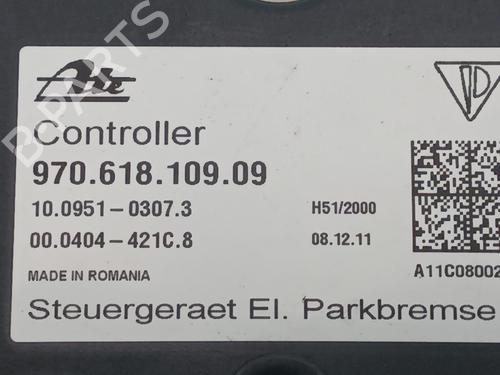 Ate
Controller
970.618.109.09
10.0951-0307.3 H51/2000
00.0404-421C.8 08.12.11
MADE IN ROMANIA A11C08002
Steuergeraet El. Parkbremse
B-PARTS